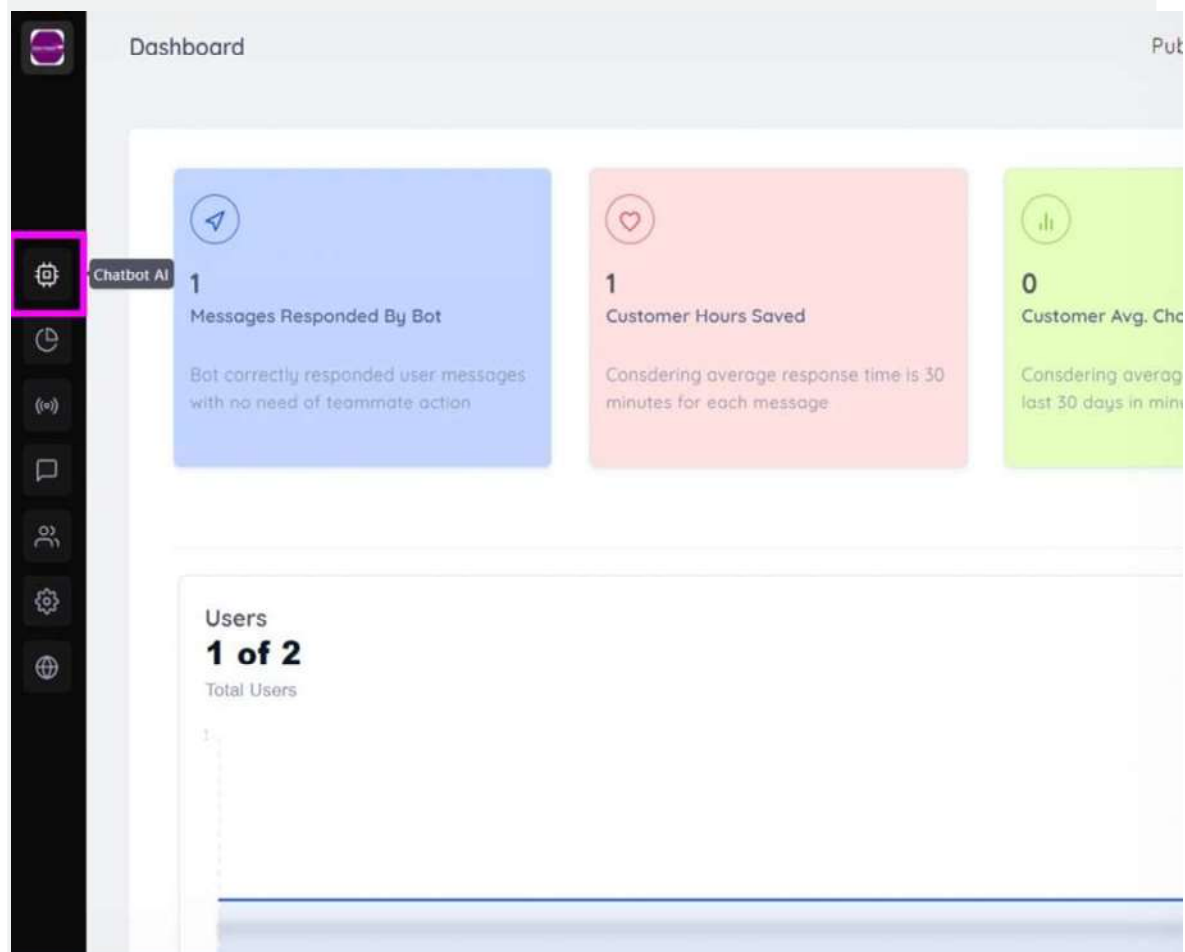 Dashboard
Pub
Chatbot AI
1
Messages Responded By Bot
Bot correctly responded user messages
with no need of teammate action
1
Customer Hours Saved
Consdering average response time is 30
minutes for each message
0
Customer Avg. Cha
Consdering averag
last 30 days in min
Users
1 of 2
Total Users